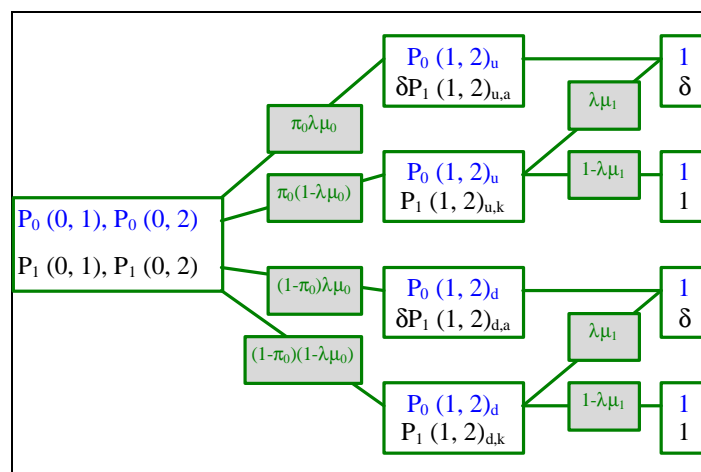 P₀ (0, 1), P₀ (0, 2)
P₁ (0, 1), P₁ (0, 2)
π₀λμ₀
π₀(1-λμ₀)
(1-π₀)λμ₀
(1-π₀)(1-λμ₀)
P₀ (1, 2)ᵤ
δP₁ (1, 2)u,a
P₀ (1, 2)ᵤ
P₁ (1, 2)u,k
P₀ (1, 2)d
δP₁ (1, 2)d,a
P₀ (1, 2)d
P₁ (1, 2)d,k
λμ₁
1-λμ₁
λμ₁
1-λμ₁
1
δ
1
1
1
δ
1
1